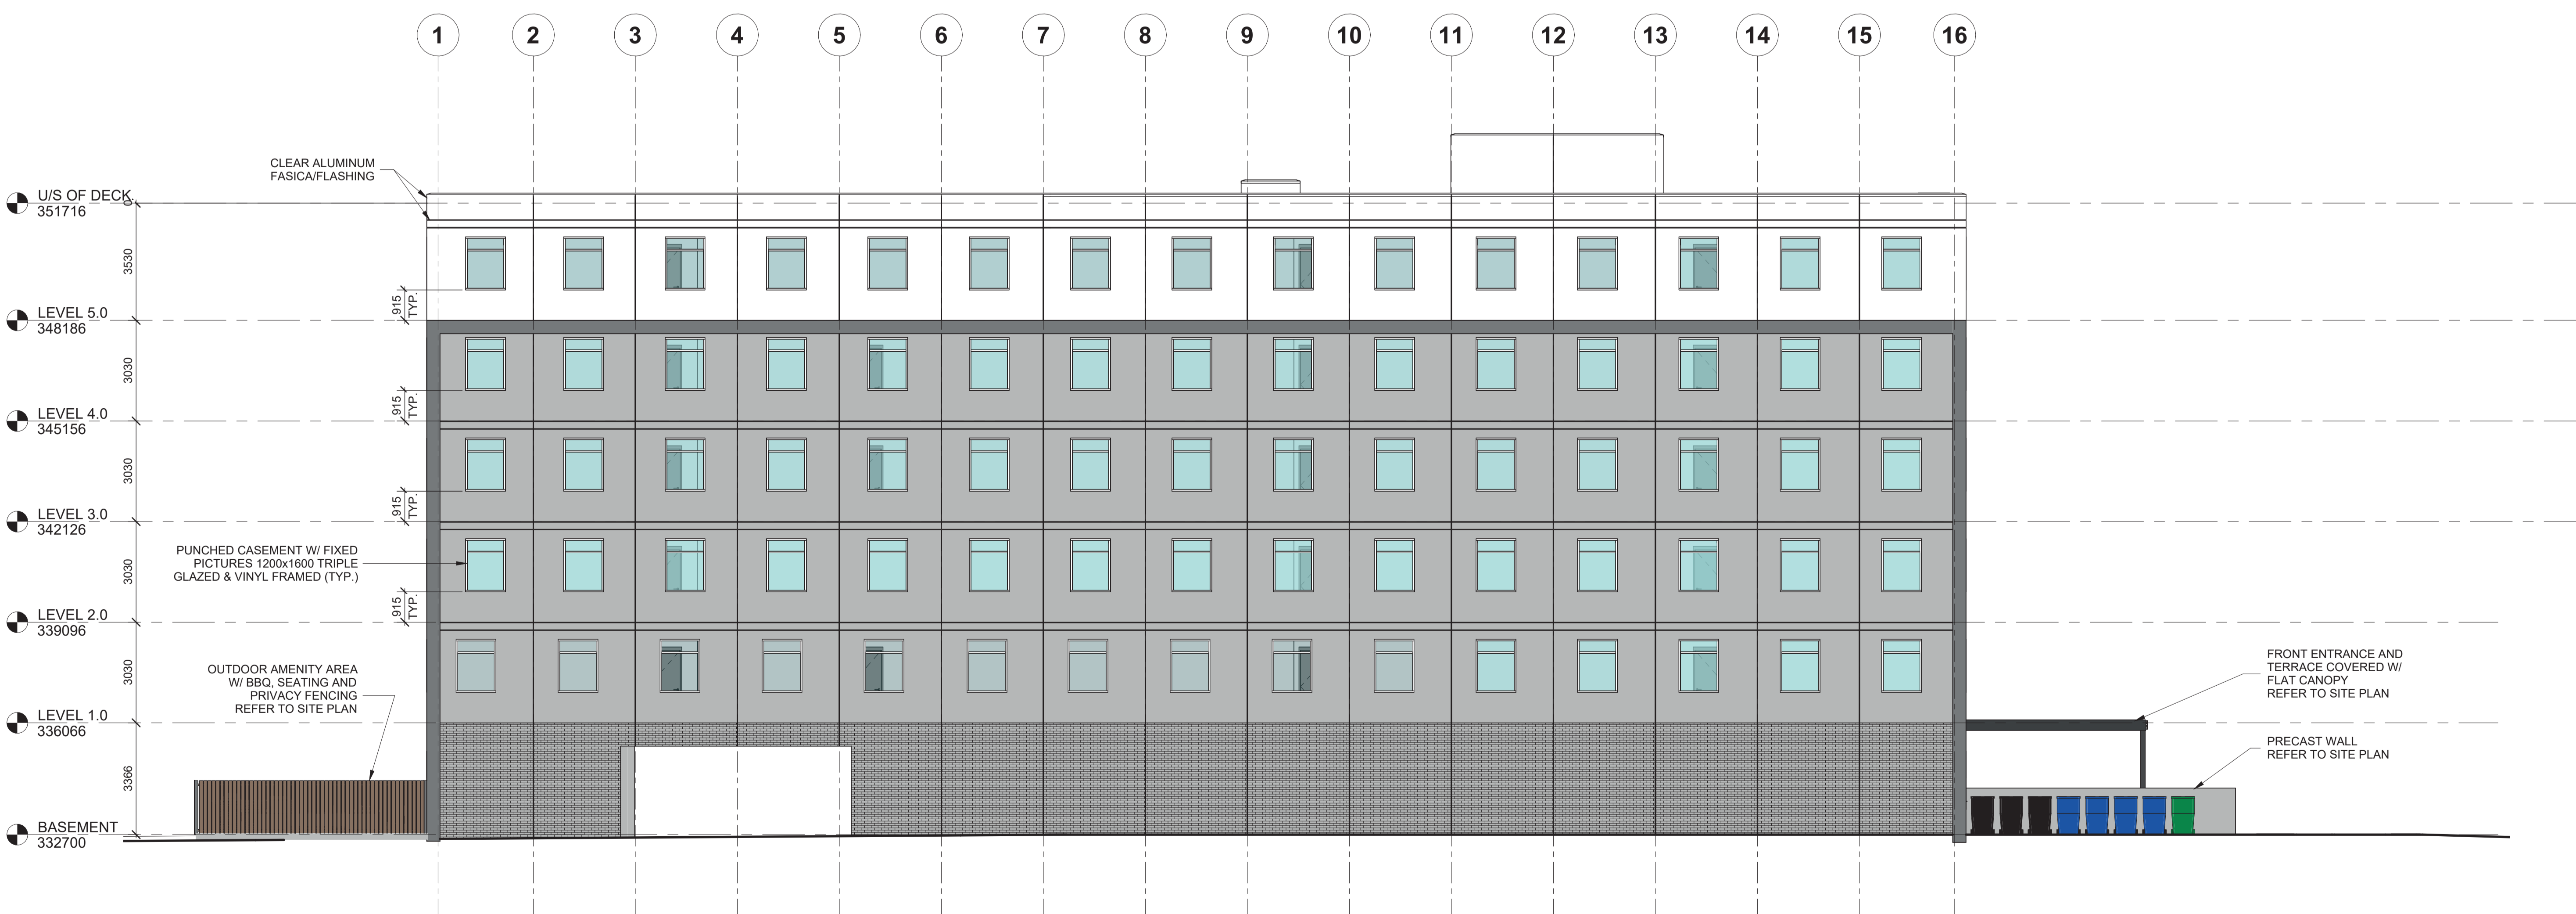 1 2 3 4 5 6 7 8 9 10 11 12 13 14 15 16
CLEAR ALUMINUM
FASICA/FLASHING
U/S OF DECK
351716
0
3530
915
TYP.
LEVEL 5.0
348186
3030
915
TYP.
LEVEL 4.0
345156
3030
915
TYP.
LEVEL 3.0
342126
PUNCHED CASEMENT W/ FIXED
PICTURES 1200x1600 TRIPLE
GLAZED & VINYL FRAMED (TYP.)
3030
915
TYP.
LEVEL 2.0
339096
3030
OUTDOOR AMENITY AREA
W/ BBQ, SEATING AND
PRIVACY FENCING
REFER TO SITE PLAN
FRONT ENTRANCE AND
TERRACE COVERED W/
FLAT CANOPY
REFER TO SITE PLAN
LEVEL 1.0
336066
PRECAST WALL
REFER TO SITE PLAN
3366
BASEMENT
332700